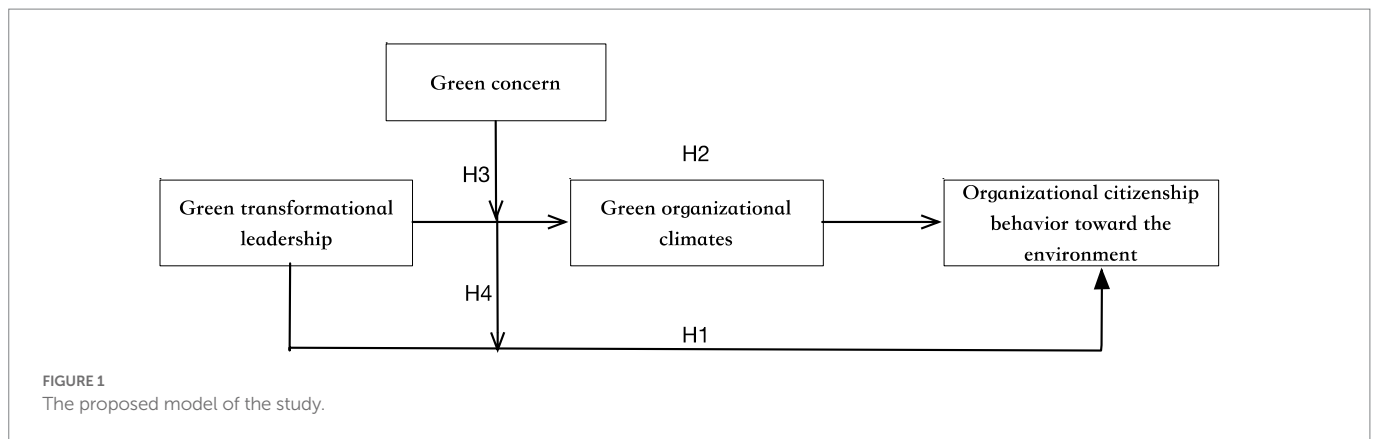 Green concern
H2
H3
Green transformational
leadership
Green organizational
climates
Organizational citizenship
behavior toward the
environment
H4
H1
FIGURE 1
The proposed model of the study.